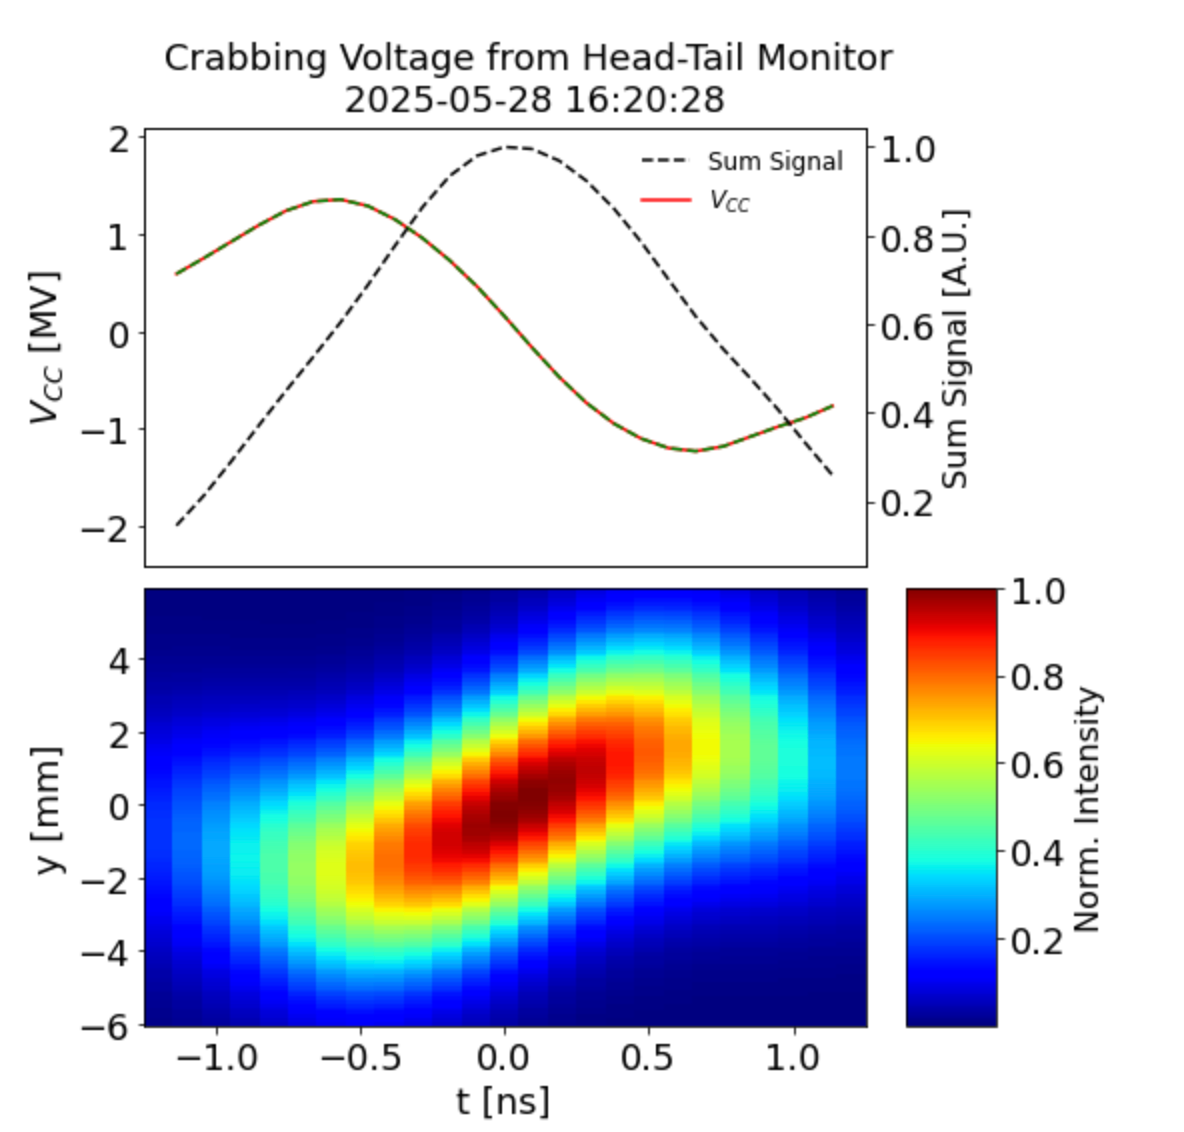 Crabbing Voltage from Head-Tail Monitor
2025-05-28 16:20:28
2
1
0
−1
−2
V_CC [MV]
Sum Signal
V_CC
1.0
0.8
0.6
0.4
0.2
Sum Signal [A.U.]
4
2
0
−2
−4
−6
y [mm]
−1.0 −0.5 0.0 0.5 1.0
t [ns]
1.0
0.8
0.6
0.4
0.2
Norm. Intensity